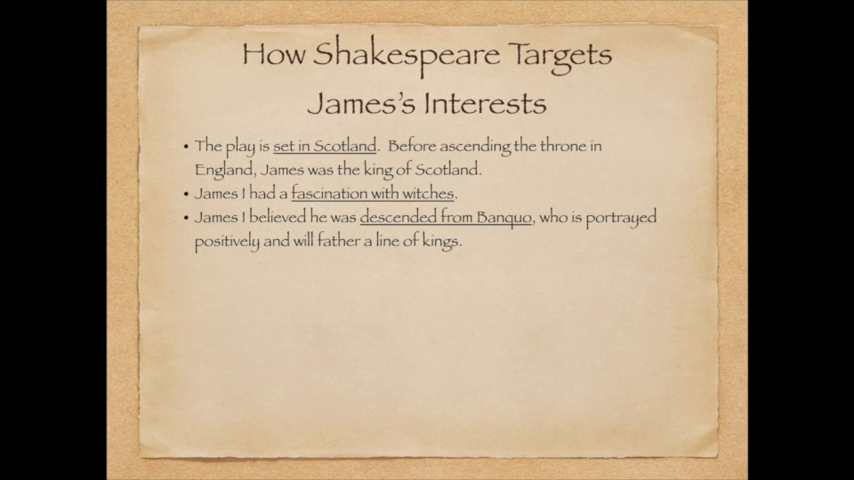 How Shakespeare Targets
James's Interests
• The play is set in Scotland. Before ascending the throne in
England, James was the king of Scotland.
• James I had a fascination with witches.
• James I believed he was descended from Banquo, who is portrayed
positively and will father a line of kings.